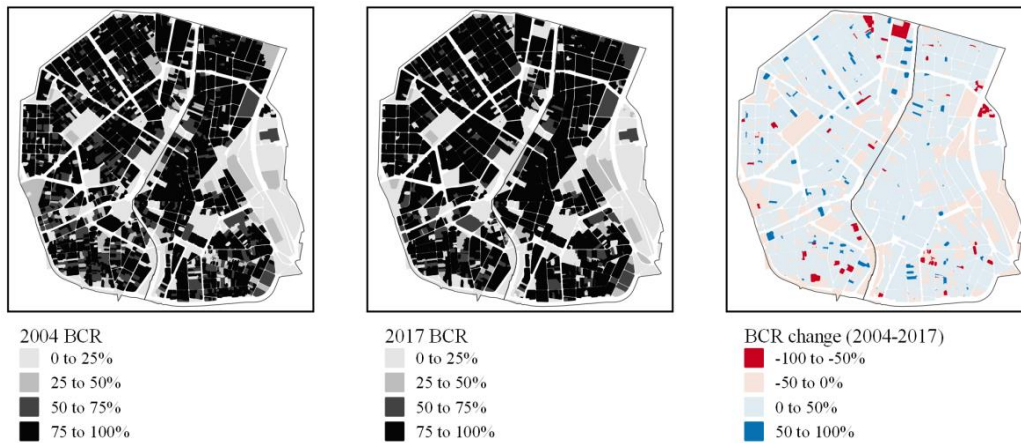 2004 BCR
0 to 25%
25 to 50%
50 to 75%
75 to 100%
2017 BCR
0 to 25%
25 to 50%
50 to 75%
75 to 100%
BCR change (2004-2017)
-100 to -50%
-50 to 0%
0 to 50%
50 to 100%